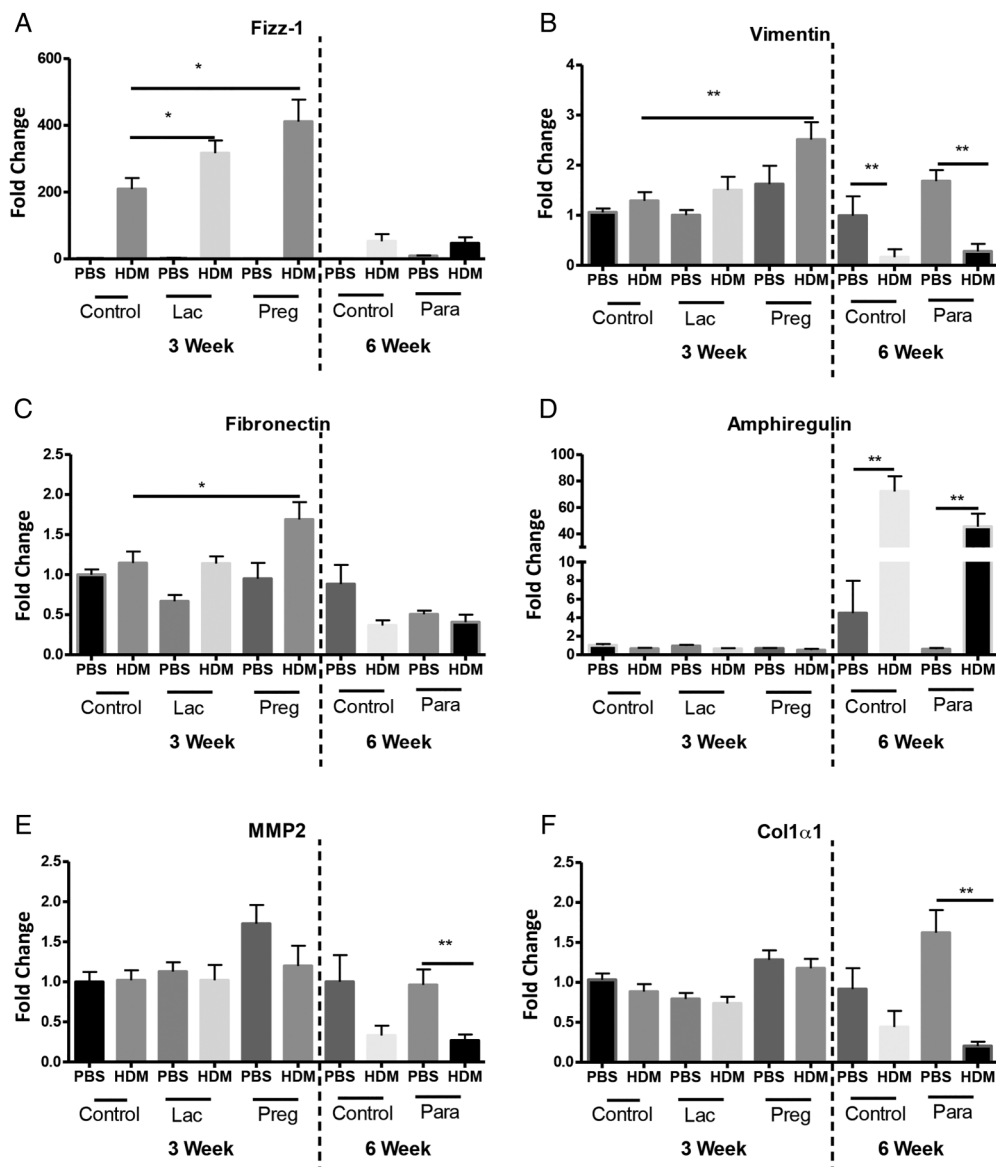 A
Fizz-1
Fold Change
600
400
200
0
*
*
PBS HDM PBS HDM PBS HDM PBS HDM PBS HDM
Control Lac Preg Control Para
3 Week 6 Week
B
Vimentin
Fold Change
4
3
2
1
0
**
**
**
PBS HDM PBS HDM PBS HDM PBS HDM PBS HDM
Control Lac Preg Control Para
3 Week 6 Week
C
Fibronectin
Fold Change
2.5
2.0
1.5
1.0
0.5
0.0
*
PBS HDM PBS HDM PBS HDM PBS HDM PBS HDM
Control Lac Preg Control Para
3 Week 6 Week
D
Amphiregulin
Fold Change
100
80
60
40
10
8
6
4
2
0
**
**
PBS HDM PBS HDM PBS HDM PBS HDM PBS HDM
Control Lac Preg Control Para
3 Week 6 Week
E
MMP2
Fold Change
2.5
2.0
1.5
1.0
0.5
0.0
**
PBS HDM PBS HDM PBS HDM PBS HDM PBS HDM
Control Lac Preg Control Para
3 Week 6 Week
F
Col1α1
Fold Change
2.5
2.0
1.5
1.0
0.5
0.0
**
PBS HDM PBS HDM PBS HDM PBS HDM PBS HDM
Control Lac Preg Control Para
3 Week 6 Week